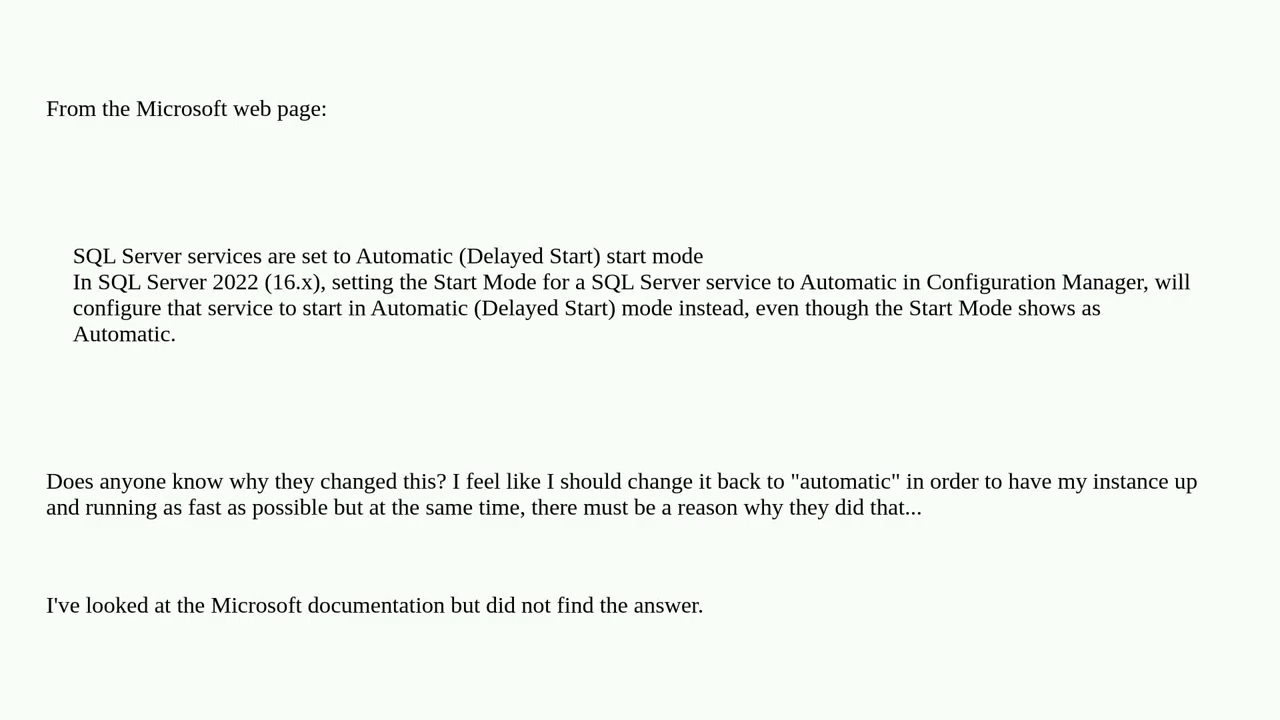 From the Microsoft web page:
SQL Server services are set to Automatic (Delayed Start) start mode
In SQL Server 2022 (16.x), setting the Start Mode for a SQL Server service to Automatic in Configuration Manager, will
configure that service to start in Automatic (Delayed Start) mode instead, even though the Start Mode shows as
Automatic.
Does anyone know why they changed this? I feel like I should change it back to "automatic" in order to have my instance up
and running as fast as possible but at the same time, there must be a reason why they did that...
I've looked at the Microsoft documentation but did not find the answer.